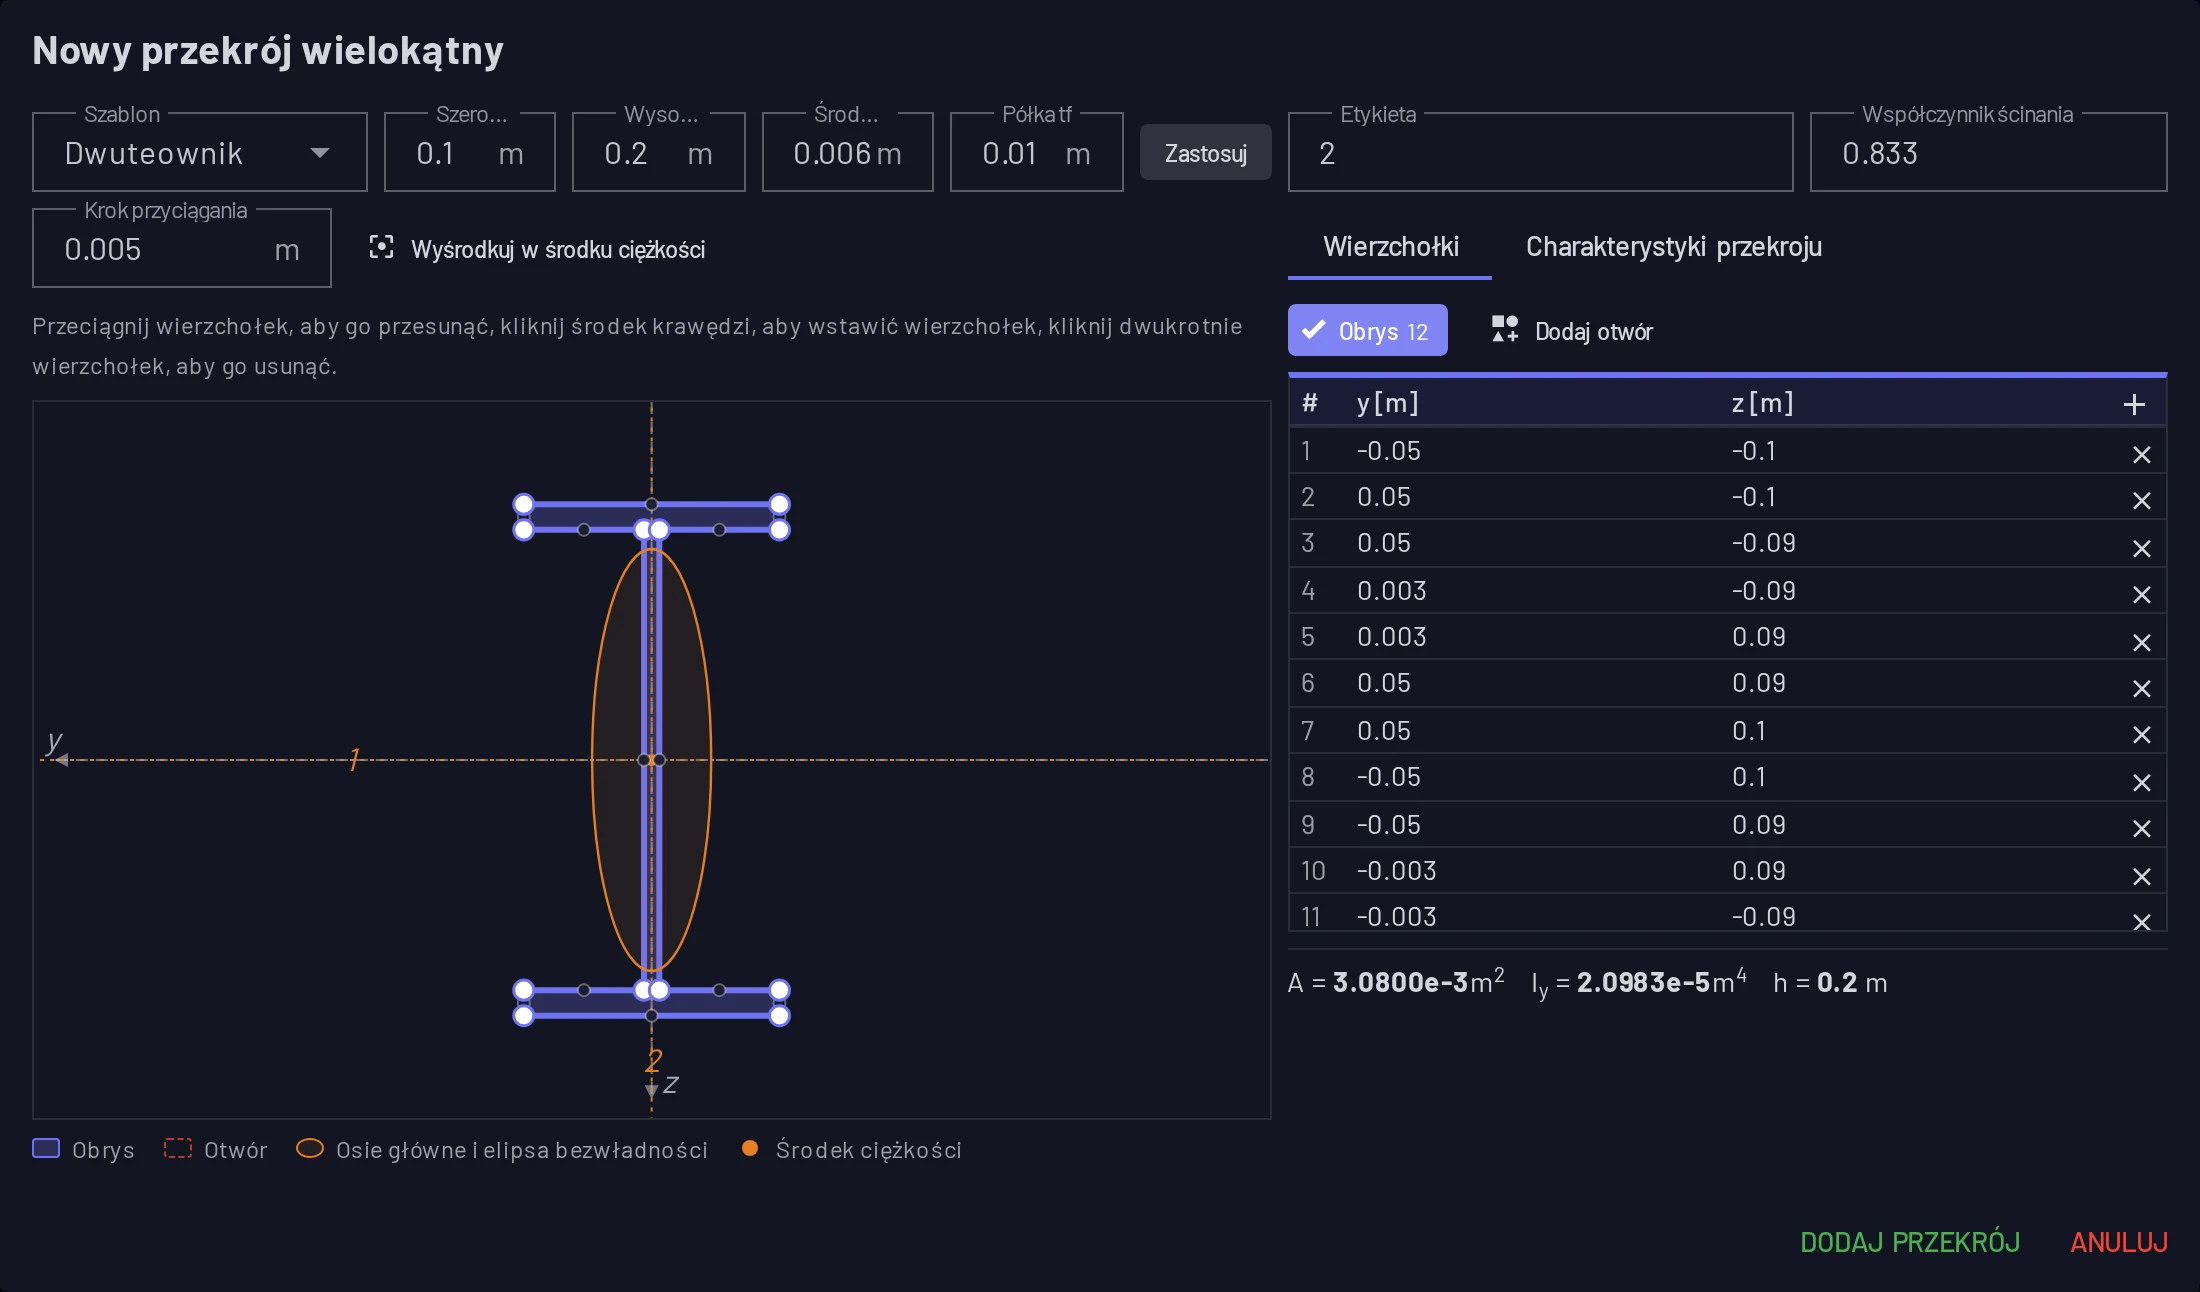 Nowy przekrój wielokątny
Szablon
Dwuteownik
Szero...
0.1 m
Wyso...
0.2 m
Środ...
0.006 m
Półka tf
0.01 m
Zastosuj
Etykieta
2
Współczynnik ścinania
0.833
Krok przyciągania
0.005 m
Wyśrodkuj w środku ciężkości
Przeciągnij wierzchołek, aby go przesunąć, kliknij środek krawędzi, aby wstawić wierzchołek, kliknij dwukrotnie
wierzchołek, aby go usunąć.
y
1
2
z
Obrys
Otwór
Osie główne i elipsa bezwładności
Środek ciężkości
Wierzchołki
Charakterystyki przekroju
Obrys 12
Dodaj otwór
# y [m] z [m]
1 -0.05 -0.1
2 0.05 -0.1
3 0.05 -0.09
4 0.003 -0.09
5 0.003 0.09
6 0.05 0.09
7 0.05 0.1
8 -0.05 0.1
9 -0.05 0.09
10 -0.003 0.09
11 -0.003 -0.09
A = 3.0800e-3m² I_y = 2.0983e-5m⁴ h = 0.2 m
DODAJ PRZEKRÓJ
ANULUJ